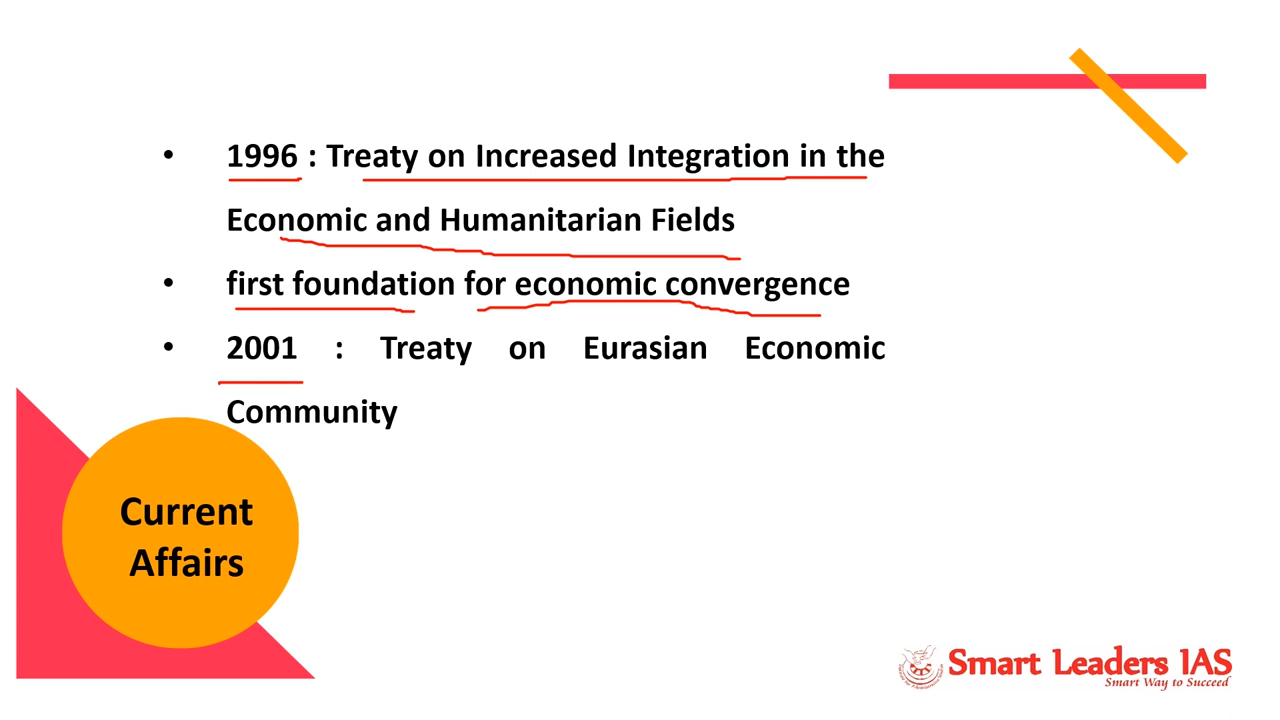 • 1996 : Treaty on Increased Integration in the
Economic and Humanitarian Fields
• first foundation for economic convergence
• 2001 : Treaty on Eurasian Economic
Community
Current
Affairs
Smart Leaders IAS
Smart Way to Succeed